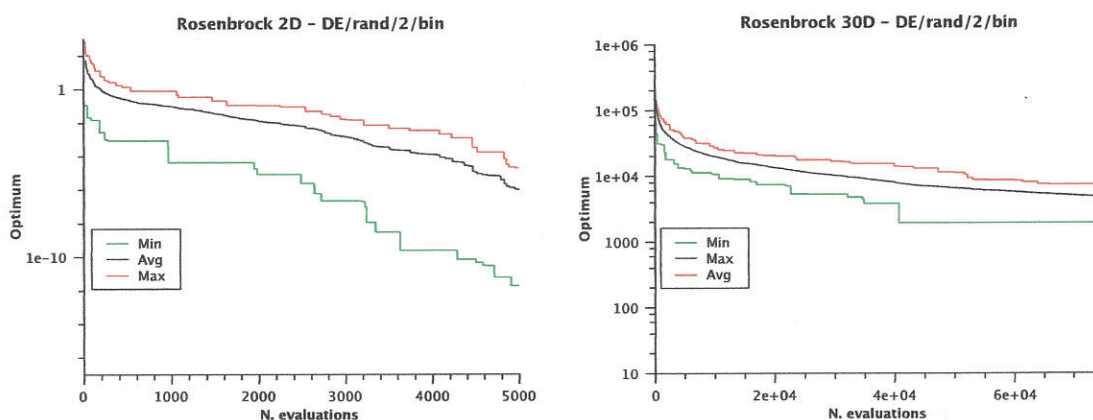 Rosenbrock 2D – DE/rand/2/bin
Optimum
1
1e–10
Min
Avg
Max
0
1000
2000
3000
4000
5000
N. evaluations
Rosenbrock 30D – DE/rand/2/bin
Optimum
1e+06
1e+05
1e+04
1000
100
10
Min
Max
Avg
0
2e+04
4e+04
6e+04
N. evaluations